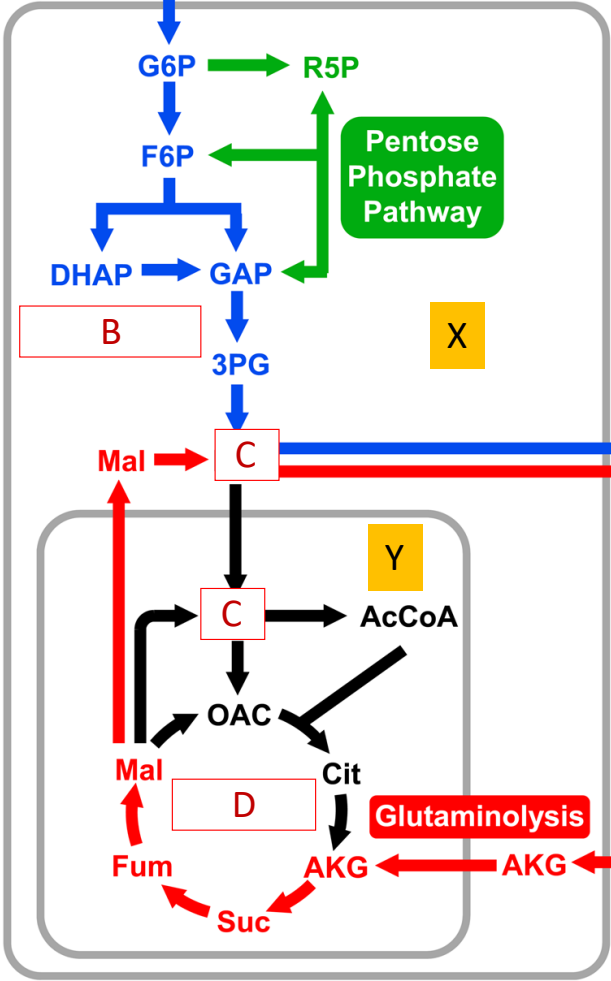 G6P R5P
F6P
Pentose
Phosphate
Pathway
DHAP GAP
B
X
3PG
Mal C
Y
C AcCoA
OAC
Mal Cit
D
Glutaminolysis
Fum AKG AKG
Suc